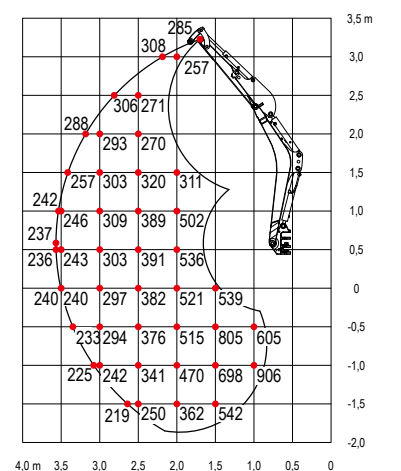 285 3,5 m
308
257 3,0
306 271 2,5
288 293 270 2,0
257 303 320 311 1,5
242 246 309 389 502 1,0
237
236 243 303 391 536 0,5
240 240 297 382 521 539 0
233 294 376 515 805 605 -0,5
225 242 341 470 698 906 -1,0
219 250 362 542 -1,5
-2,0
4,0 m 3,5 3,0 2,5 2,0 1,5 1,0 0,5 0